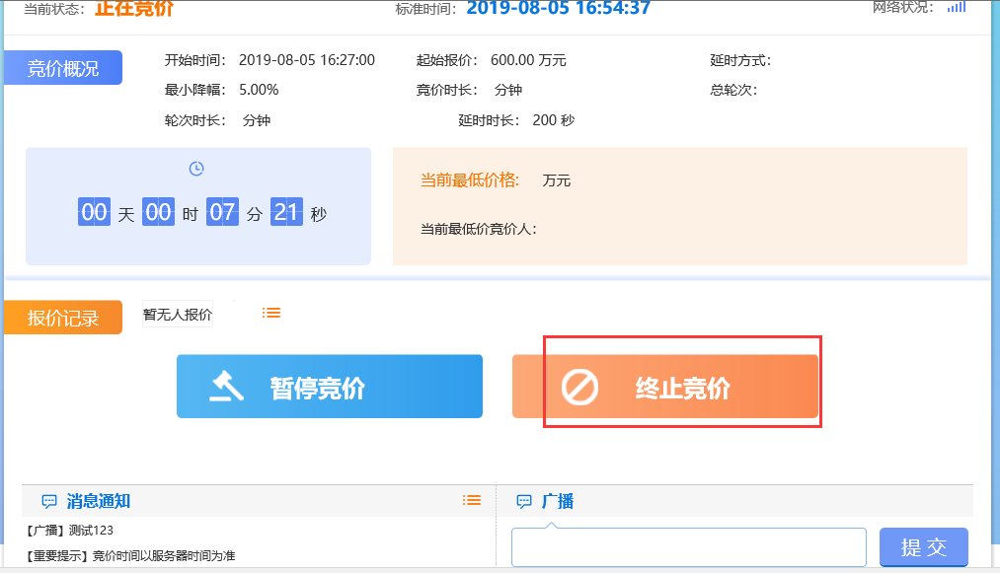 当前状态： 正在竞价 标准时间： 2019-08-05 16:54:37 网络状况：
竞价概况
开始时间： 2019-08-05 16:27:00 起始报价： 600.00 万元 延时方式：
最小降幅： 5.00% 竞价时长： 分钟 总轮次：
轮次时长： 分钟 延时时长： 200 秒
当前最低价格: 万元
00 天 00 时 07 分 21 秒
当前最低价竞价人：
报价记录 暂无人报价
暂停竞价 终止竞价
消息通知 广播
【广播】测试123
【重要提示】竞价时间以服务器时间为准
提 交